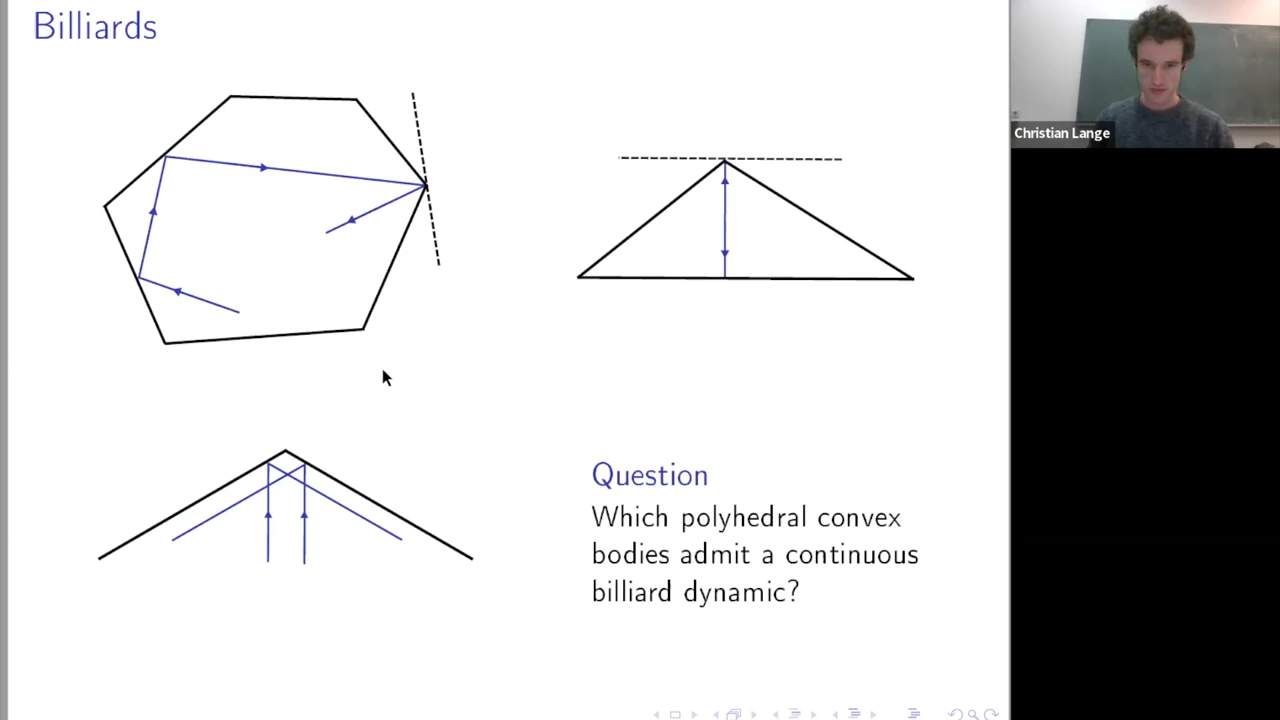 Billiards
Christian Lange
Question
Which polyhedral convex
bodies admit a continuous
billiard dynamic?